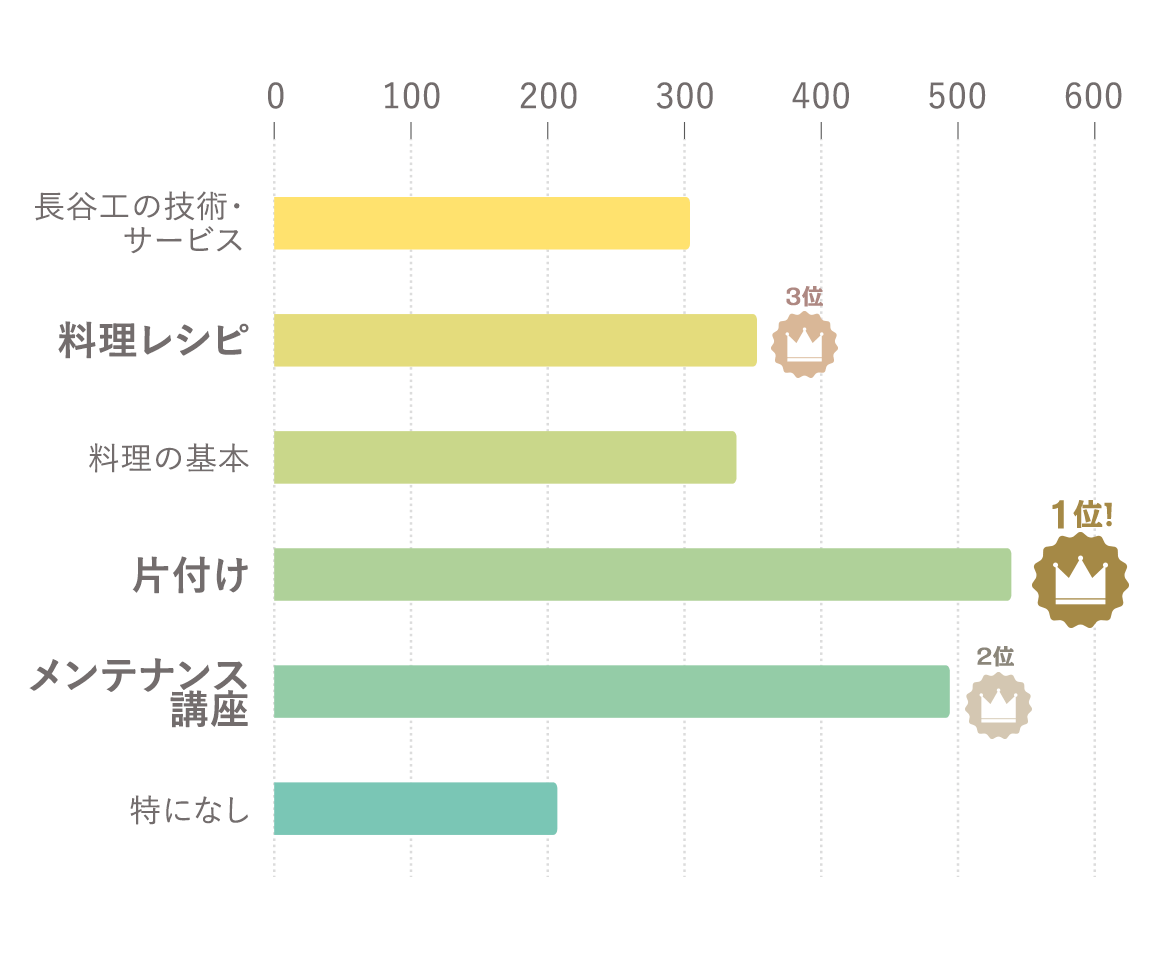 0 100 200 300 400 500 600
長谷工の技術・
サービス
3位
料理レシピ
料理の基本
1位!
片付け
2位
メンテナンス
講座
特になし